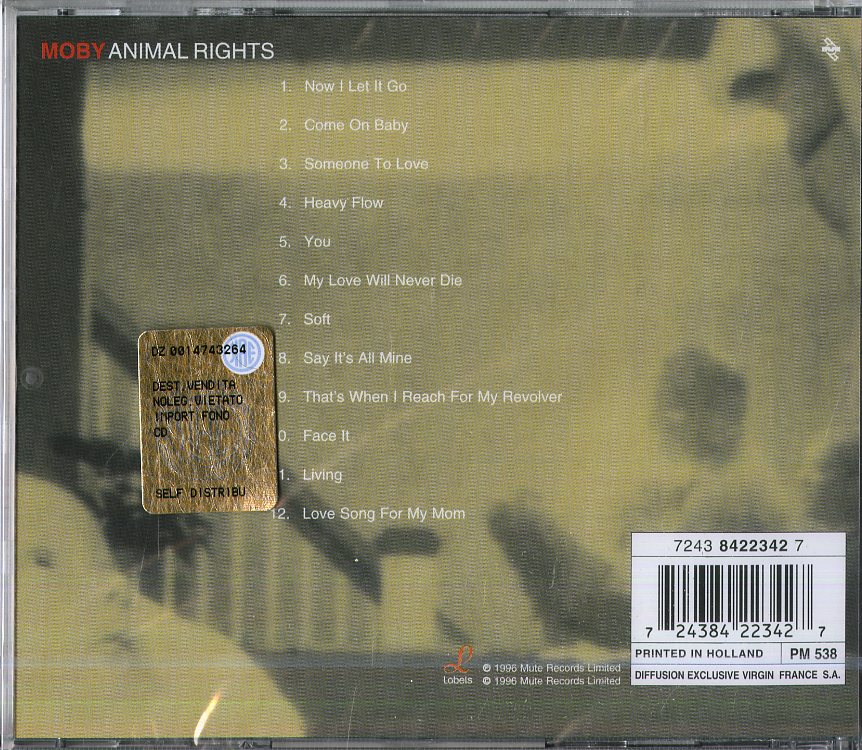 MOBY ANIMAL RIGHTS
1. Now I Let It Go
2. Come On Baby
3. Someone To Love
4. Heavy Flow
5. You
6. My Love Will Never Die
7. Soft
8. Say It's All Mine
9. That's When I Reach For My Revolver
0. Face It
1. Living
12. Love Song For My Mom
DZ 0014743264
DEST.VENDITA
NOLEG.VIETATO
IMPORT FONO
CD
SELF DISTRIBU
7243 8422342 7
7 24384 22342 7
PRINTED IN HOLLAND PM 538
DIFFUSION EXCLUSIVE VIRGIN FRANCE S.A.
L
Labels
℗ 1996 Mute Records Limited
© 1996 Mute Records Limited